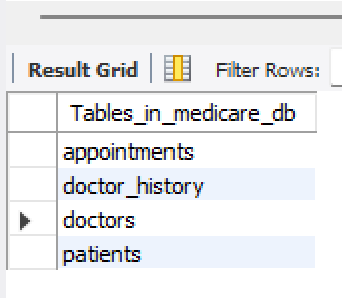 Result Grid Filter Rows:
Tables_in_medicare_db
appointments
doctor_history
doctors
patients